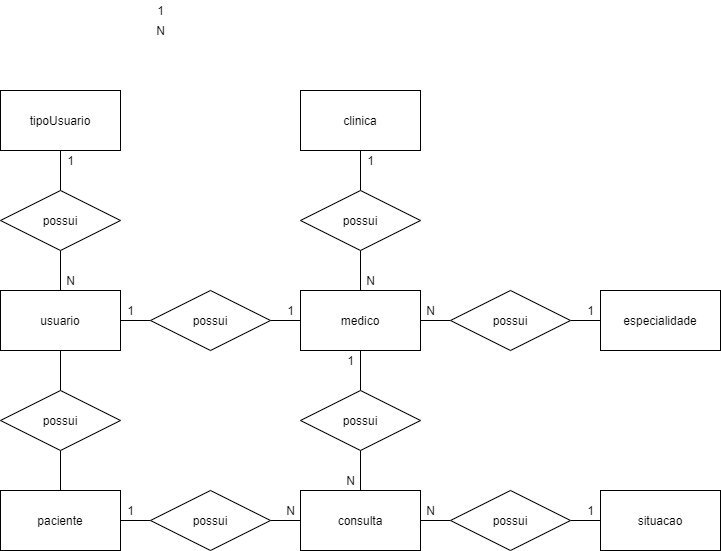 1
N
tipoUsuario
clinica
1
1
possui
possui
N
N
usuario
1
possui
1
medico
N
possui
1
especialidade
1
possui
possui
N
paciente
1
possui
N
consulta
N
possui
1
situacao